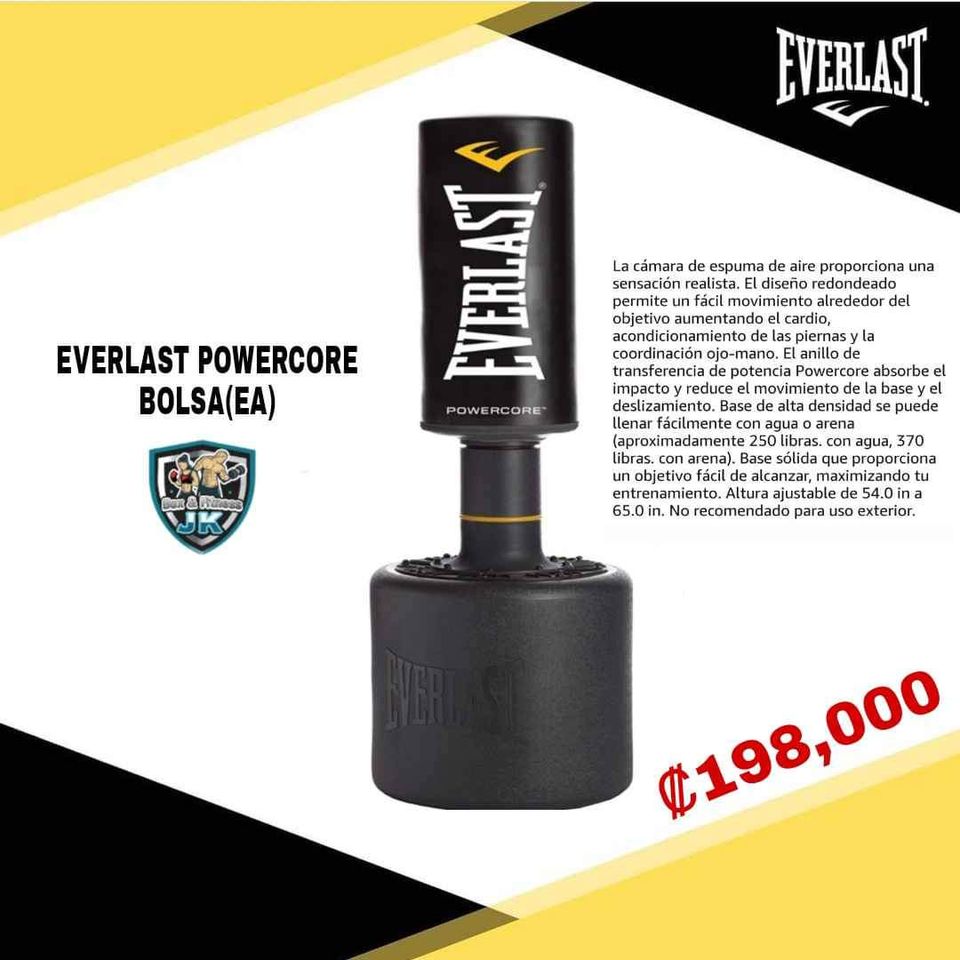 EVERLAST.
EVERLAST®
POWERCORE™
EVERLAST POWERCORE
BOLSA(EA)
Box & Fitness
JK
La cámara de espuma de aire proporciona una
sensación realista. El diseño redondeado
permite un fácil movimiento alrededor del
objetivo aumentando el cardio,
acondicionamiento de las piernas y la
coordinación ojo-mano. El anillo de
transferencia de potencia Powercore absorbe el
impacto y reduce el movimiento de la base y el
deslizamiento. Base de alta densidad se puede
llenar fácilmente con agua o arena
(aproximadamente 250 libras. con agua, 370
libras. con arena). Base sólida que proporciona
un objetivo fácil de alcanzar, maximizando tu
entrenamiento. Altura ajustable de 54.0 in a
65.0 in. No recomendado para uso exterior.
EVERLAST
₡198,000